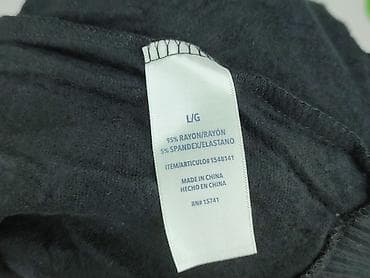 L/G
95% RAYON/RAYÓN
5% SPANDEX/ELASTANO
ITEM/ARTICULO# 1548141
MADE IN CHINA
HECHO EN CHINA
RN# 15741